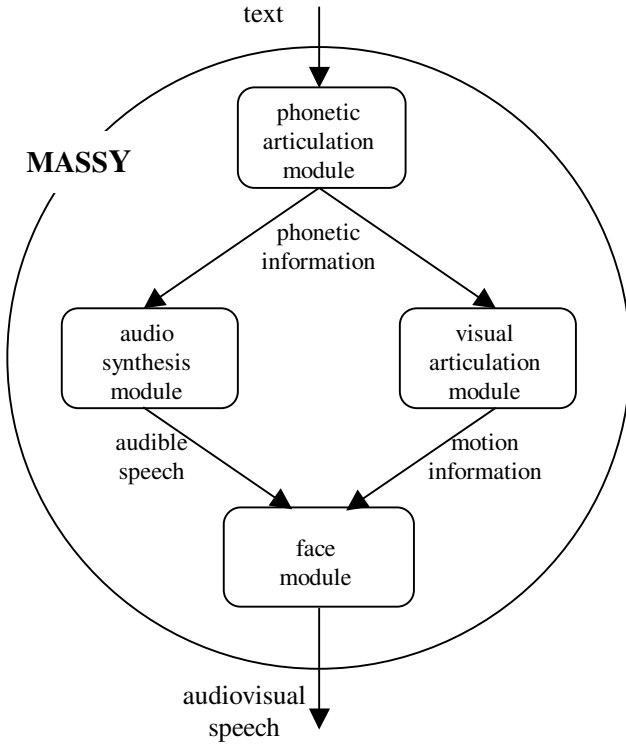 text
phonetic
articulation
module
MASSY
phonetic
information
audio
synthesis
module
visual
articulation
module
audible
speech
motion
information
face
module
audiovisual
speech